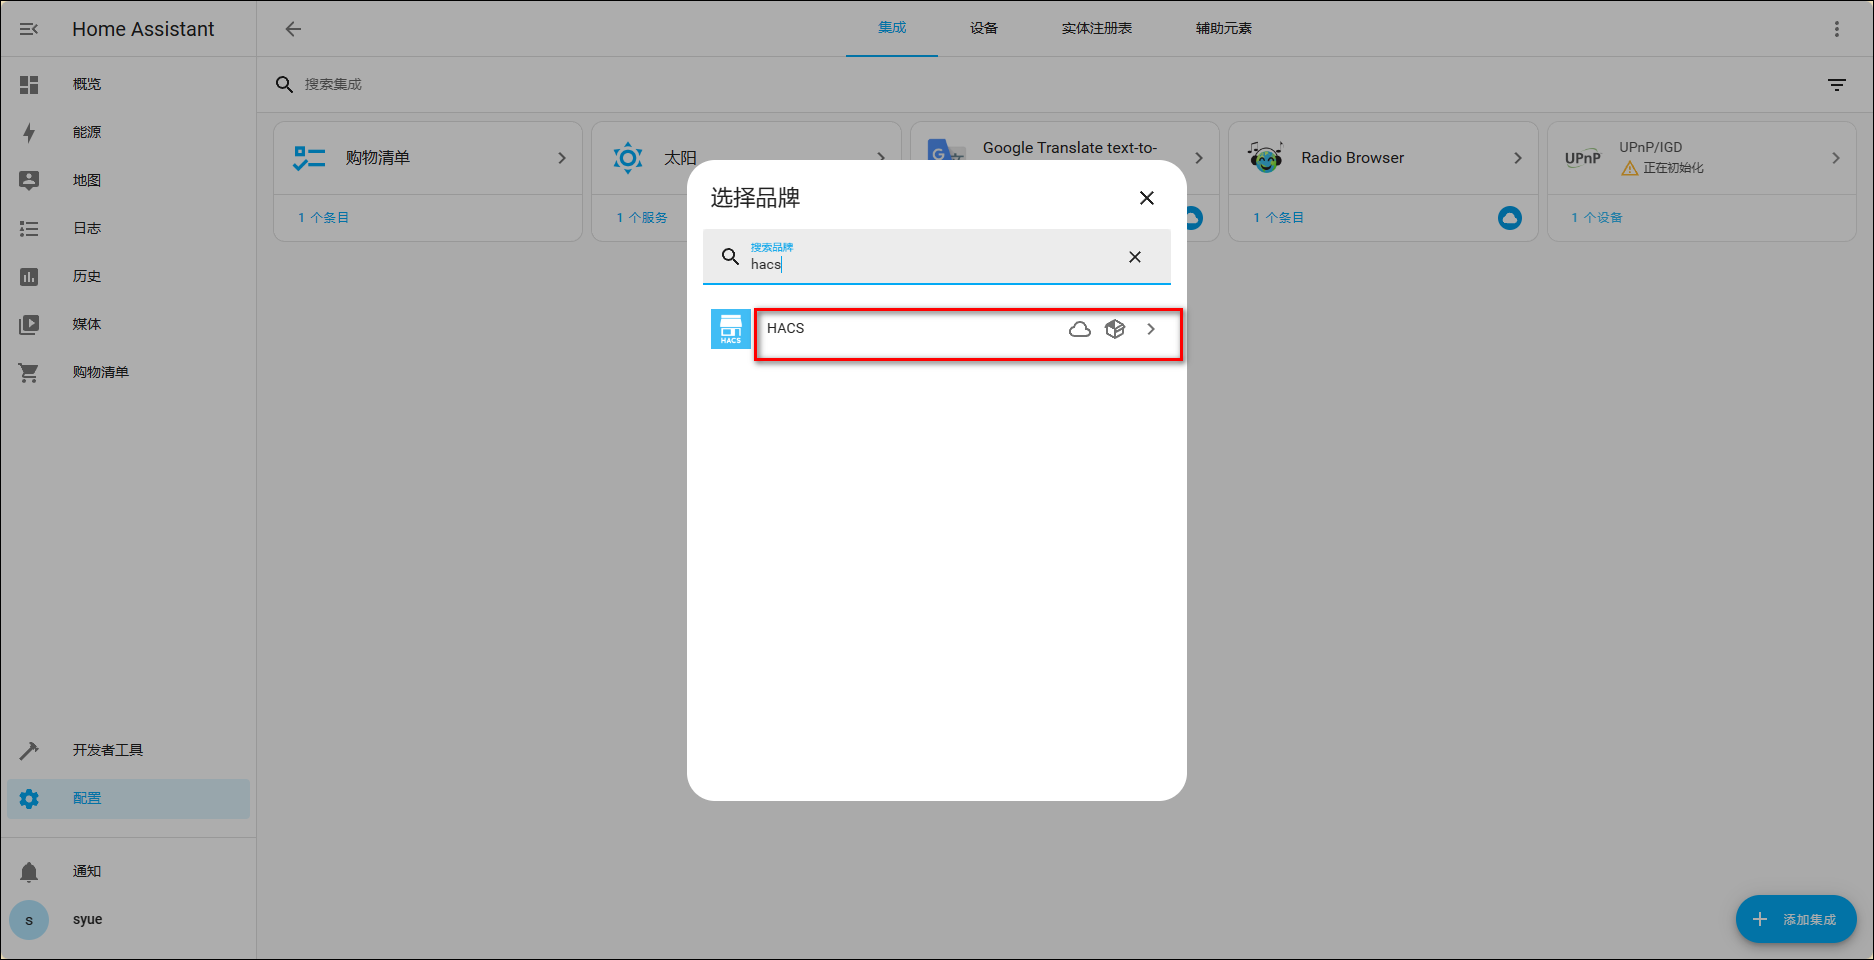 Home Assistant
集成
设备
实体注册表
辅助元素
概览
能源
地图
日志
历史
媒体
购物清单
开发者工具
配置
通知
s
syue
搜索集成
购物清单
1 个条目
太阳
1 个服务
Google Translate text-to-
Radio Browser
1 个条目
UPnP
UPnP/IGD
正在初始化
1 个设备
选择品牌
搜索品牌
hacs
HACS
HACS
添加集成